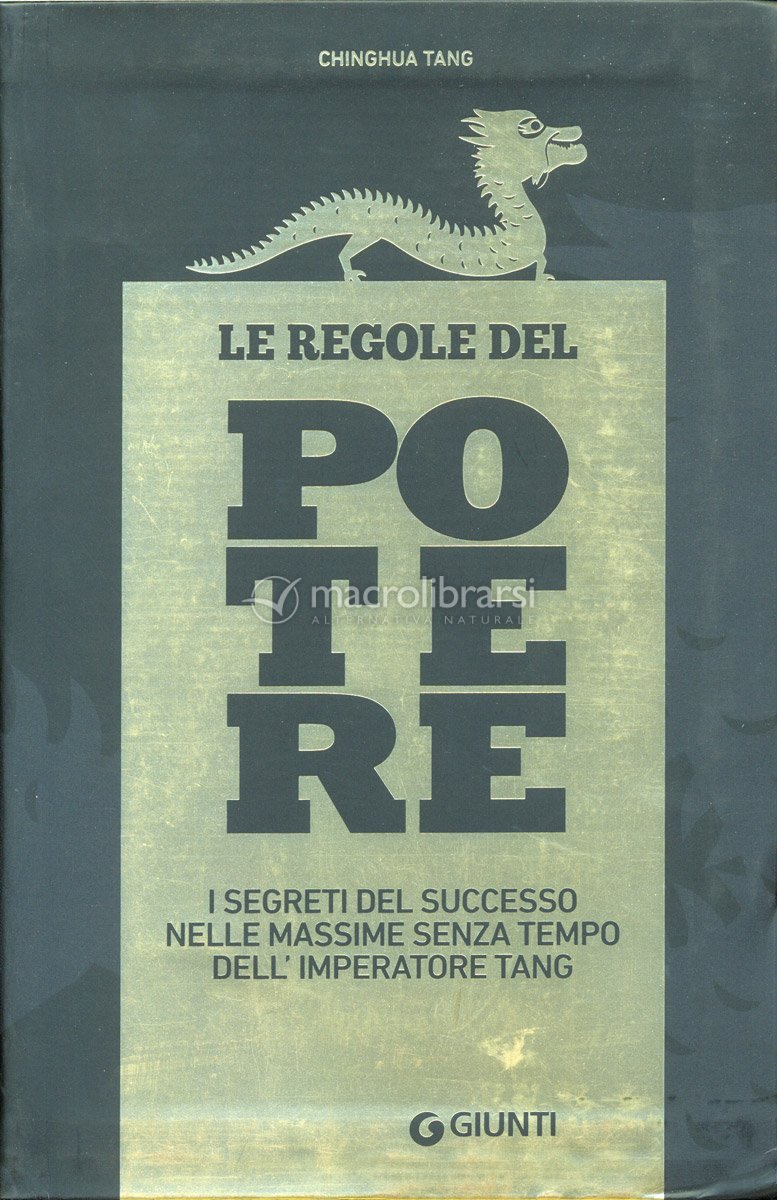 CHINGHUA TANG
LE REGOLE DEL
PO
TE
RE
macrolibrarsi
ALTERNATIVA NATURALE
I SEGRETI DEL SUCCESSO
NELLE MASSIME SENZA TEMPO
DELL' IMPERATORE TANG
GIUNTI